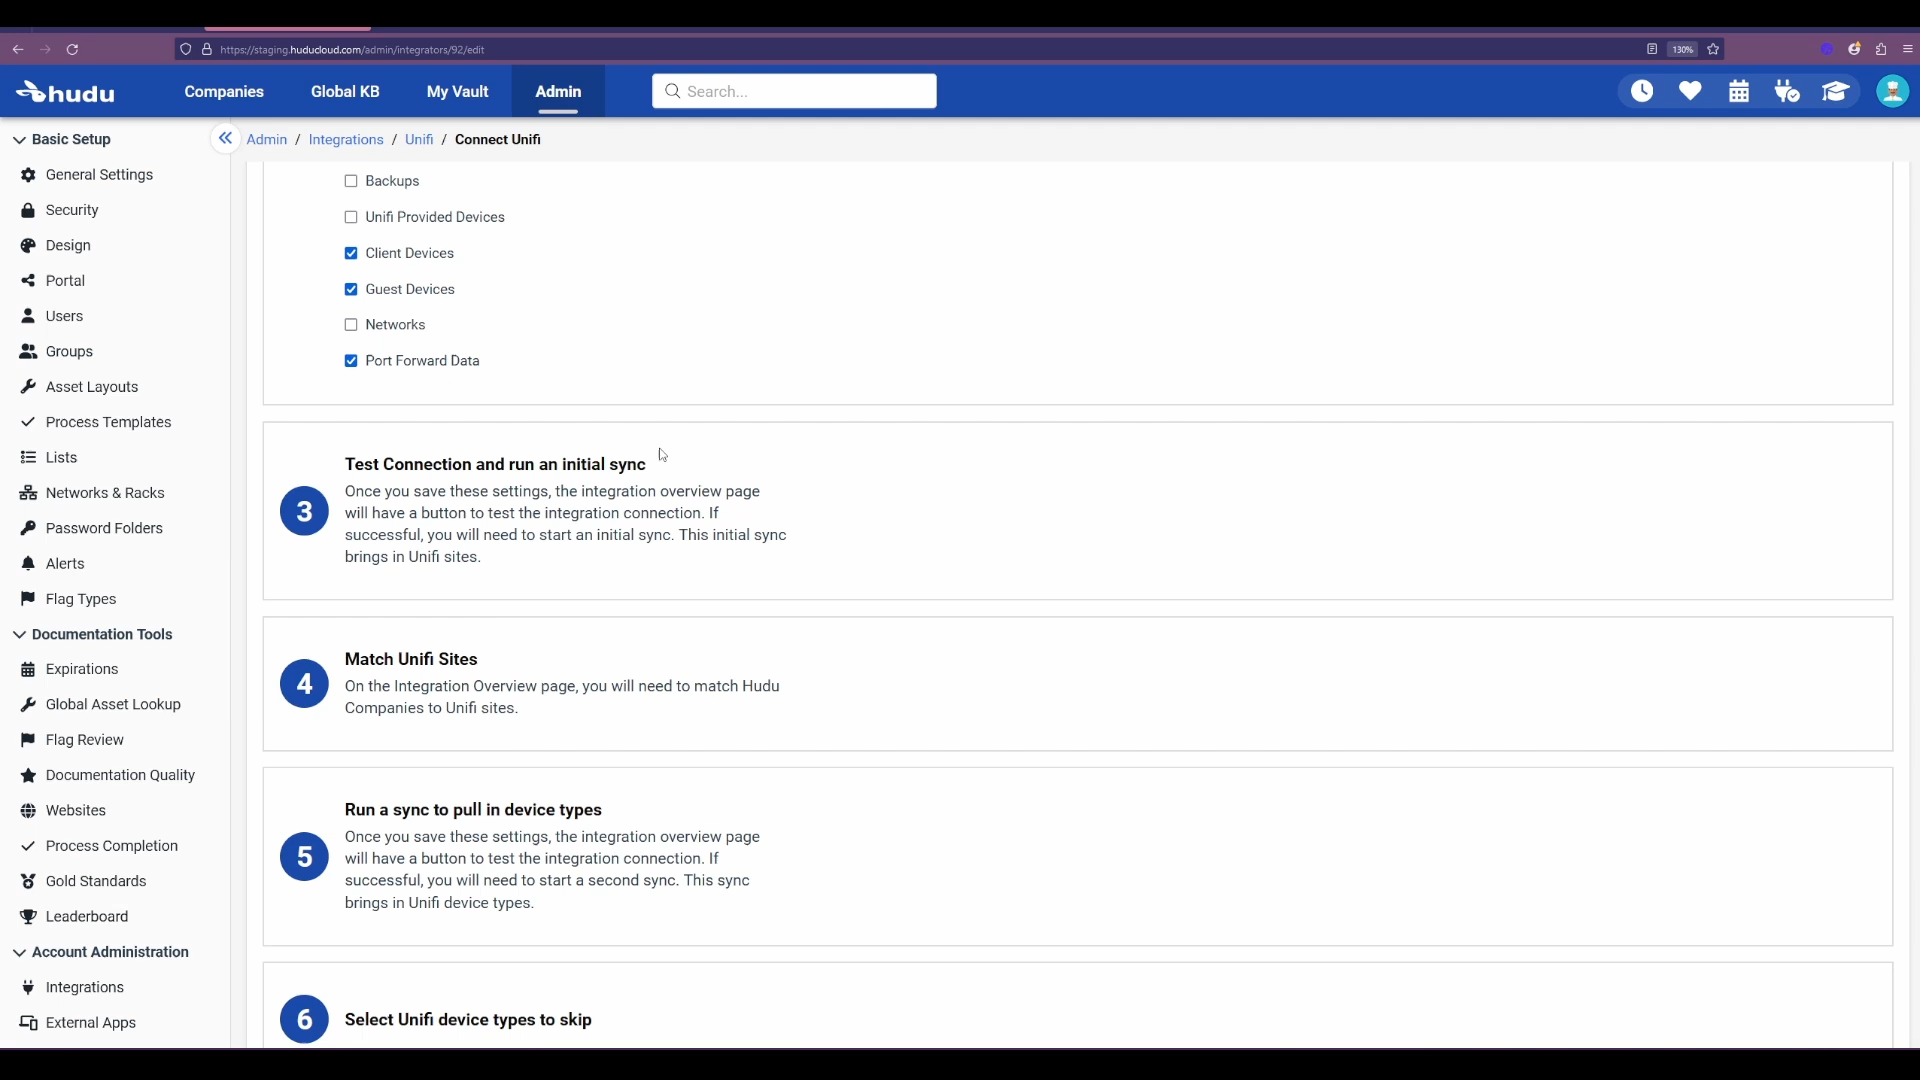 https://staging.huducloud.com/admin/integrators/92/edit
130%
hudu
Companies
Global KB
My Vault
Admin
Search...
Basic Setup
General Settings
Security
Design
Portal
Users
Groups
Asset Layouts
Process Templates
Lists
Networks & Racks
Password Folders
Alerts
Flag Types
Documentation Tools
Expirations
Global Asset Lookup
Flag Review
Documentation Quality
Websites
Process Completion
Gold Standards
Leaderboard
Account Administration
Integrations
External Apps
Admin / Integrations / Unifi / Connect Unifi
Backups
Unifi Provided Devices
Client Devices
Guest Devices
Networks
Port Forward Data
3
Test Connection and run an initial sync
Once you save these settings, the integration overview page
will have a button to test the integration connection. If
successful, you will need to start an initial sync. This initial sync
brings in Unifi sites.
4
Match Unifi Sites
On the Integration Overview page, you will need to match Hudu
Companies to Unifi sites.
5
Run a sync to pull in device types
Once you save these settings, the integration overview page
will have a button to test the integration connection. If
successful, you will need to start a second sync. This sync
brings in Unifi device types.
6
Select Unifi device types to skip